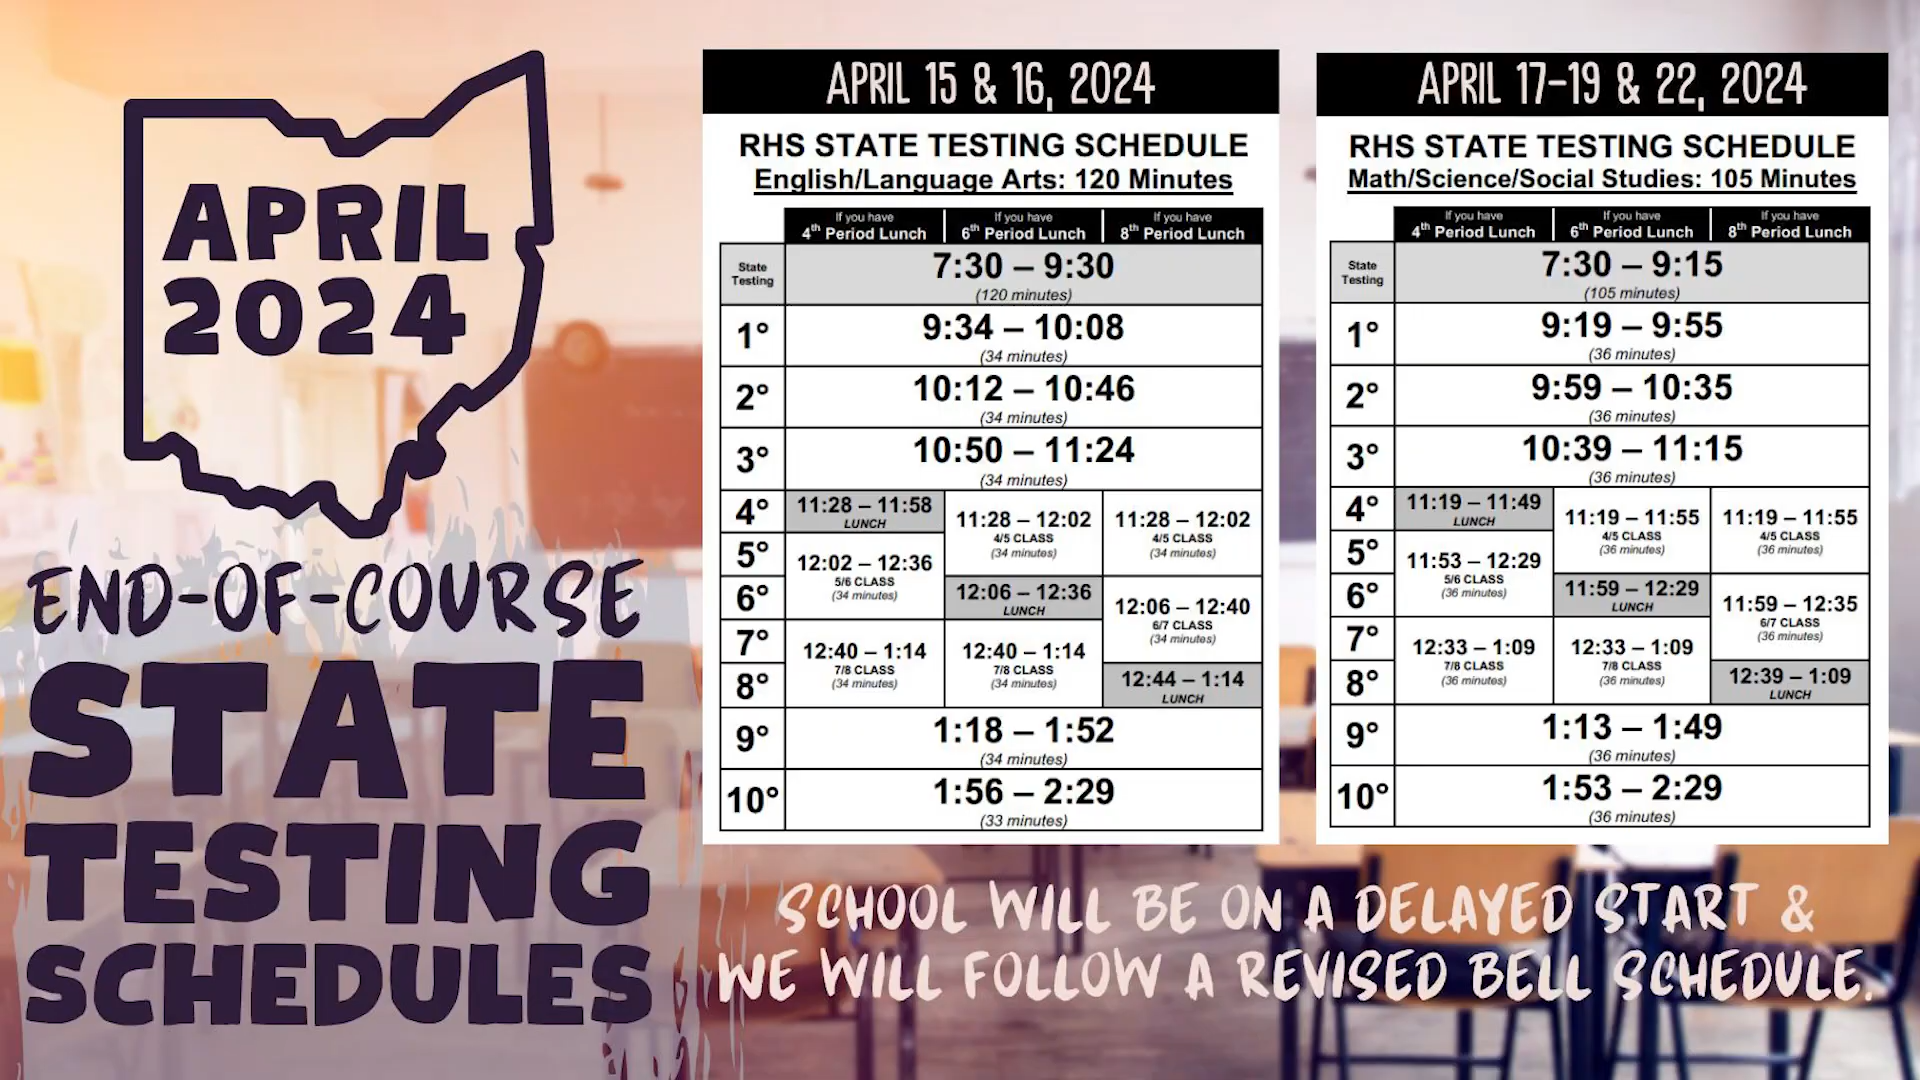 APRIL
2024
END-OF-COURSE
STATE
TESTING
SCHEDULES
APRIL 15 & 16, 2024
RHS STATE TESTING SCHEDULE
English/Language Arts: 120 Minutes
If you have
4th Period Lunch
If you have
6th Period Lunch
If you have
8th Period Lunch
State
Testing
7:30 – 9:30
(120 minutes)
1°
9:34 – 10:08
(34 minutes)
2°
10:12 – 10:46
(34 minutes)
3°
10:50 – 11:24
(34 minutes)
4°
11:28 – 11:58
LUNCH
11:28 – 12:02
4/5 CLASS
(34 minutes)
11:28 – 12:02
4/5 CLASS
(34 minutes)
5°
12:02 – 12:36
5/6 CLASS
(34 minutes)
6°
12:06 – 12:36
LUNCH
12:06 – 12:40
6/7 CLASS
(34 minutes)
7°
12:40 – 1:14
7/8 CLASS
(34 minutes)
12:40 – 1:14
7/8 CLASS
(34 minutes)
8°
12:44 – 1:14
LUNCH
9°
1:18 – 1:52
(34 minutes)
10°
1:56 – 2:29
(33 minutes)
APRIL 17-19 & 22, 2024
RHS STATE TESTING SCHEDULE
Math/Science/Social Studies: 105 Minutes
If you have
4th Period Lunch
If you have
6th Period Lunch
If you have
8th Period Lunch
State
Testing
7:30 – 9:15
(105 minutes)
1°
9:19 – 9:55
(36 minutes)
2°
9:59 – 10:35
(36 minutes)
3°
10:39 – 11:15
(36 minutes)
4°
11:19 – 11:49
LUNCH
11:19 – 11:55
4/5 CLASS
(36 minutes)
11:19 – 11:55
4/5 CLASS
(36 minutes)
5°
11:53 – 12:29
5/6 CLASS
(36 minutes)
6°
11:59 – 12:29
LUNCH
11:59 – 12:35
6/7 CLASS
(36 minutes)
7°
12:33 – 1:09
7/8 CLASS
(36 minutes)
12:33 – 1:09
7/8 CLASS
(36 minutes)
8°
12:39 – 1:09
LUNCH
9°
1:13 – 1:49
(36 minutes)
10°
1:53 – 2:29
(36 minutes)
SCHOOL WILL BE ON A DELAYED START &
WE WILL FOLLOW A REVISED BELL SCHEDULE.